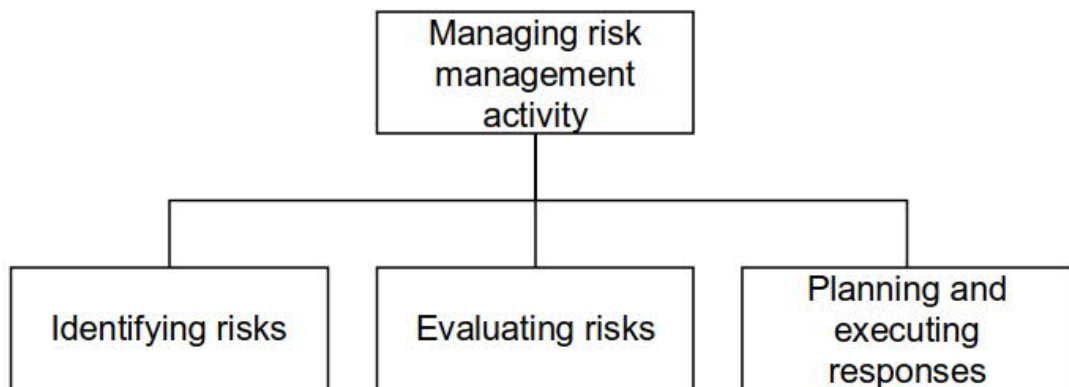 Managing risk
management
activity
Identifying risks
Evaluating risks
Planning and
executing
responses